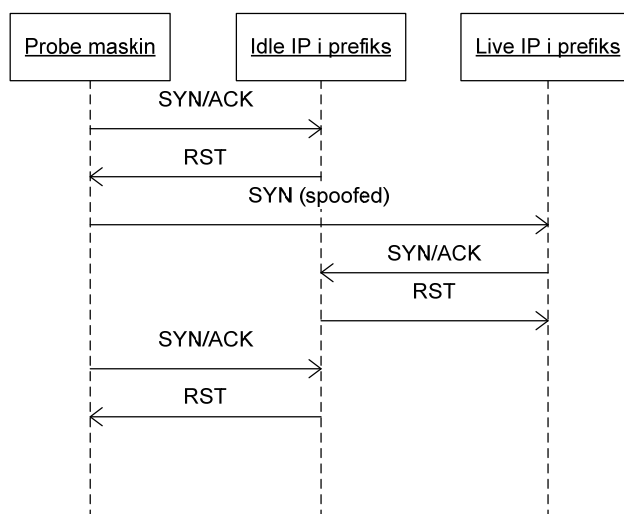 Probe maskin
Idle IP i prefiks
Live IP i prefiks
SYN/ACK
RST
SYN (spoofed)
SYN/ACK
RST
SYN/ACK
RST